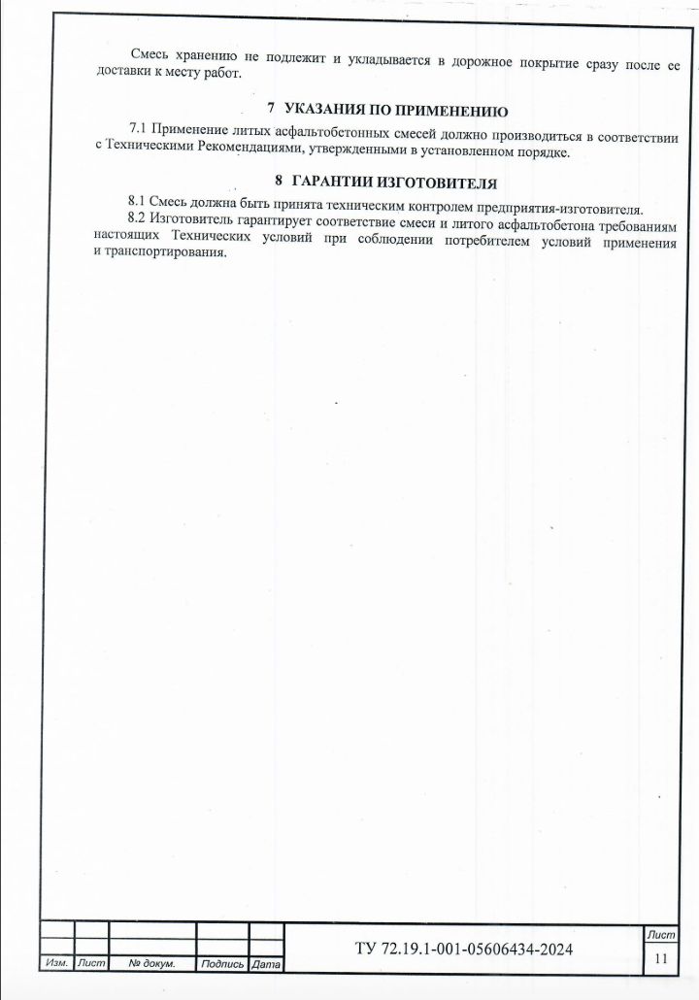 Смесь хранению не подлежит и укладывается в дорожное покрытие сразу после ее
доставки к месту работ.
7 УКАЗАНИЯ ПО ПРИМЕНЕНИЮ
7.1 Применение литых асфальтобетонных смесей должно производиться в соответствии
с Техническими Рекомендациями, утвержденными в установленном порядке.
8 ГАРАНТИИ ИЗГОТОВИТЕЛЯ
8.1 Смесь должна быть принята техническим контролем предприятия-изготовителя.
8.2 Изготовитель гарантирует соответствие смеси и литого асфальтобетона требованиям
настоящих Технических условий при соблюдении потребителем условий применения
и транспортирования.
ТУ 72.19.1-001-05606434-2024
Лист
11
Изм. Лист № докум. Подпись Дата